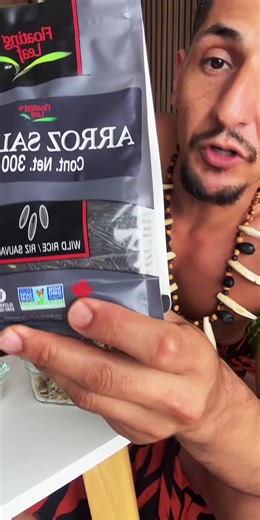 Floating
Leaf
Floating
Leaf
ARROZ SAL
Cont. Net. 300
WILD RICE/RIZ SAUVA